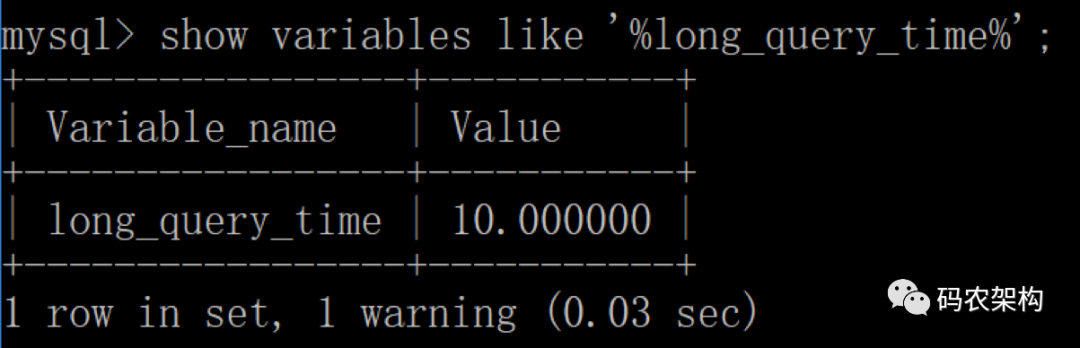 mysql> show variables like '%long_query_time%';
+-----------------+-----------+
| Variable_name   | Value     |
+-----------------+-----------+
| long_query_time | 10.000000 |
+-----------------+-----------+
1 row in set, 1 warning (0.03 sec)
码农架构